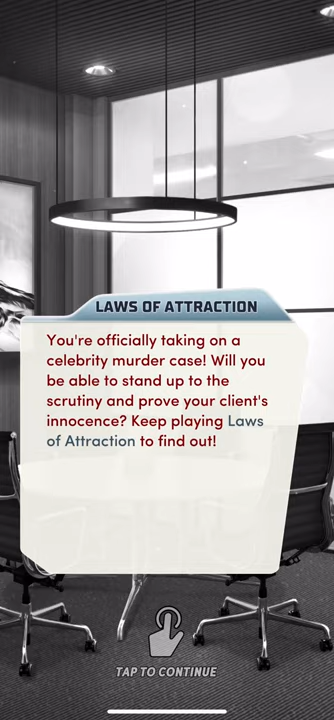 LAWS OF ATTRACTION
You're officially taking on a
celebrity murder case! Will you
be able to stand up to the
scrutiny and prove your client's
innocence? Keep playing Laws
of Attraction to find out!
TAP TO CONTINUE